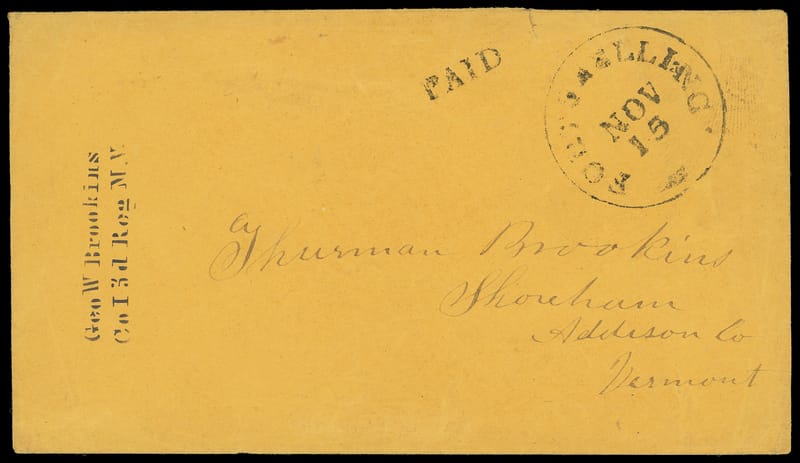 PAID
FORT SNELLING
NOV
15
Geo W Brookins
Co I 3d Reg M.V.
Thurman Brookins
Shoreham
Addison Co
Vermont